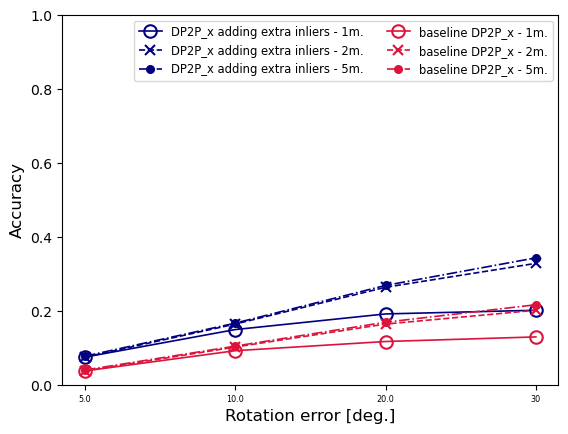 1.0
0.8
0.6
0.4
0.2
0.0
Accuracy
DP2P_x adding extra inliers - 1m.
DP2P_x adding extra inliers - 2m.
DP2P_x adding extra inliers - 5m.
baseline DP2P_x - 1m.
baseline DP2P_x - 2m.
baseline DP2P_x - 5m.
5.0 10.0 20.0 30
Rotation error [deg.]